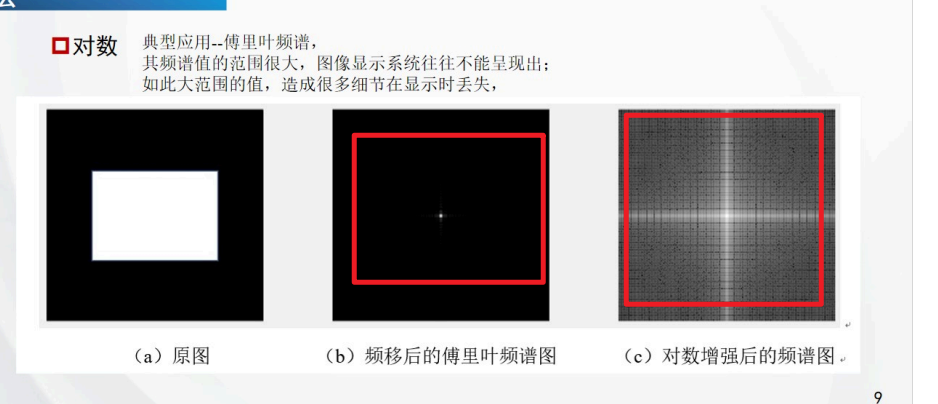 对数
典型应用--傅里叶频谱，
其频谱值的范围很大，图像显示系统往往不能呈现出；
如此大范围的值，造成很多细节在显示时丢失，
（a）原图
（b）频移后的傅里叶频谱图
（c）对数增强后的频谱图
9